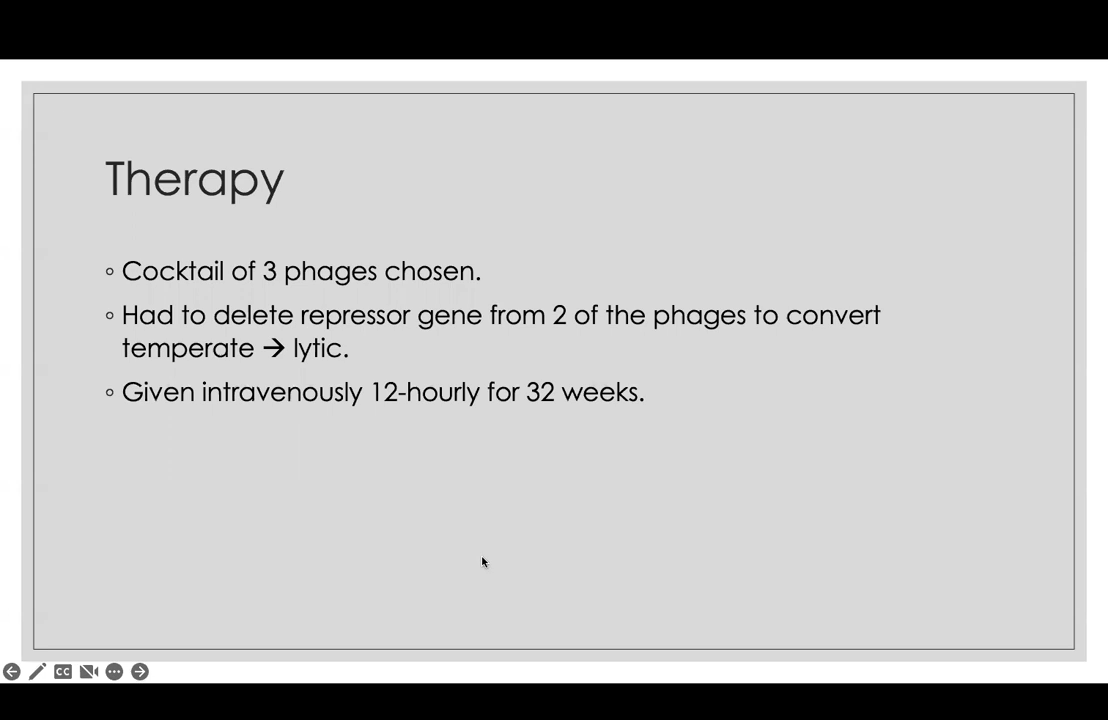 Therapy
◦ Cocktail of 3 phages chosen.
◦ Had to delete repressor gene from 2 of the phages to convert
temperate → lytic.
◦ Given intravenously 12-hourly for 32 weeks.
CC